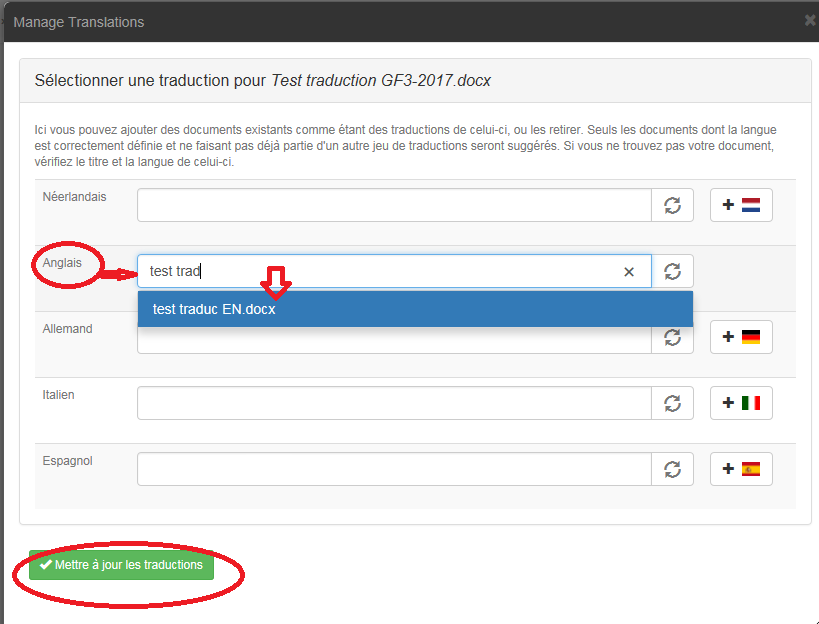 Manage Translations
Sélectionner une traduction pour Test traduction GF3-2017.docx
Ici vous pouvez ajouter des documents existants comme étant des traductions de celui-ci, ou les retirer. Seuls les documents dont la langue
est correctement définie et ne faisant pas déjà partie d'un autre jeu de traductions seront suggérés. Si vous ne trouvez pas votre document,
vérifiez le titre et la langue de celui-ci.
Néerlandais
Anglais
test trad
test traduc EN.docx
Allemand
Italien
Espagnol
Mettre à jour les traductions